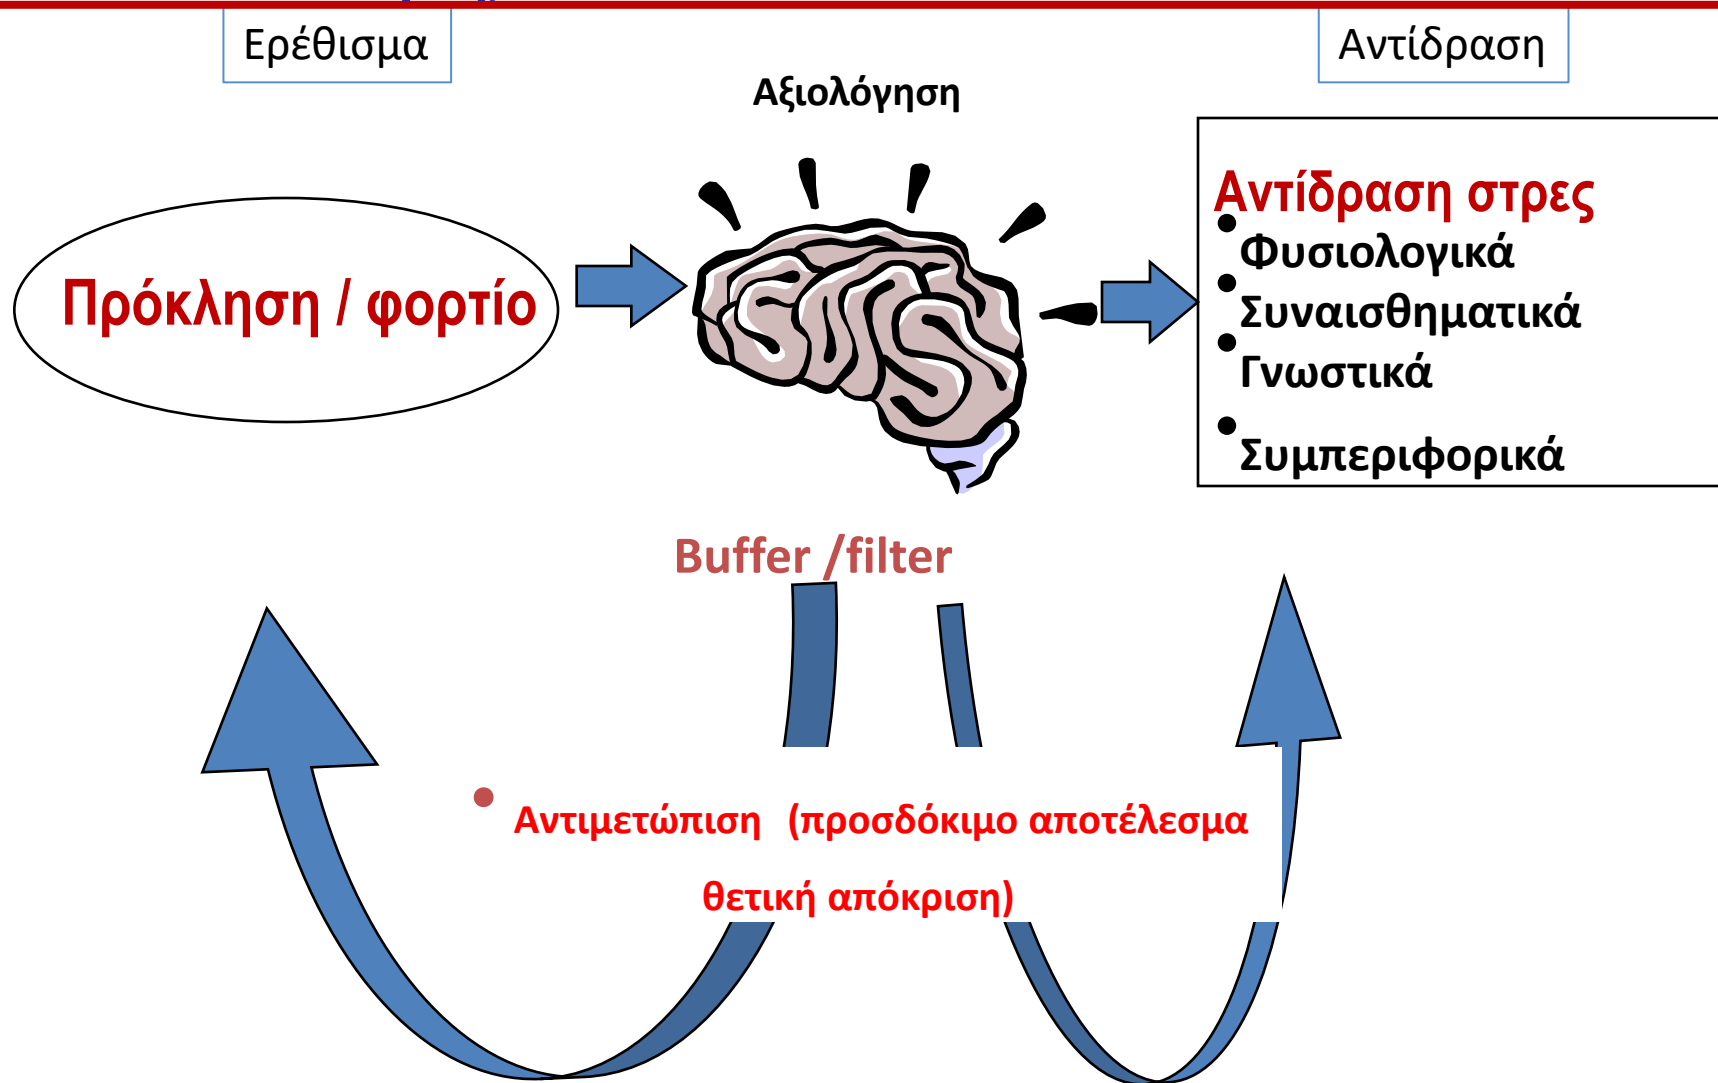 Ερέθισμα
Αντίδραση
Αξιολόγηση
Πρόκληση / φορτίο
Αντίδραση στρες
• Φυσιολογικά
• Συναισθηματικά
• Γνωστικά
• Συμπεριφορικά
Buffer /filter
• Αντιμετώπιση (προσδόκιμο αποτέλεσμα
θετική απόκριση)